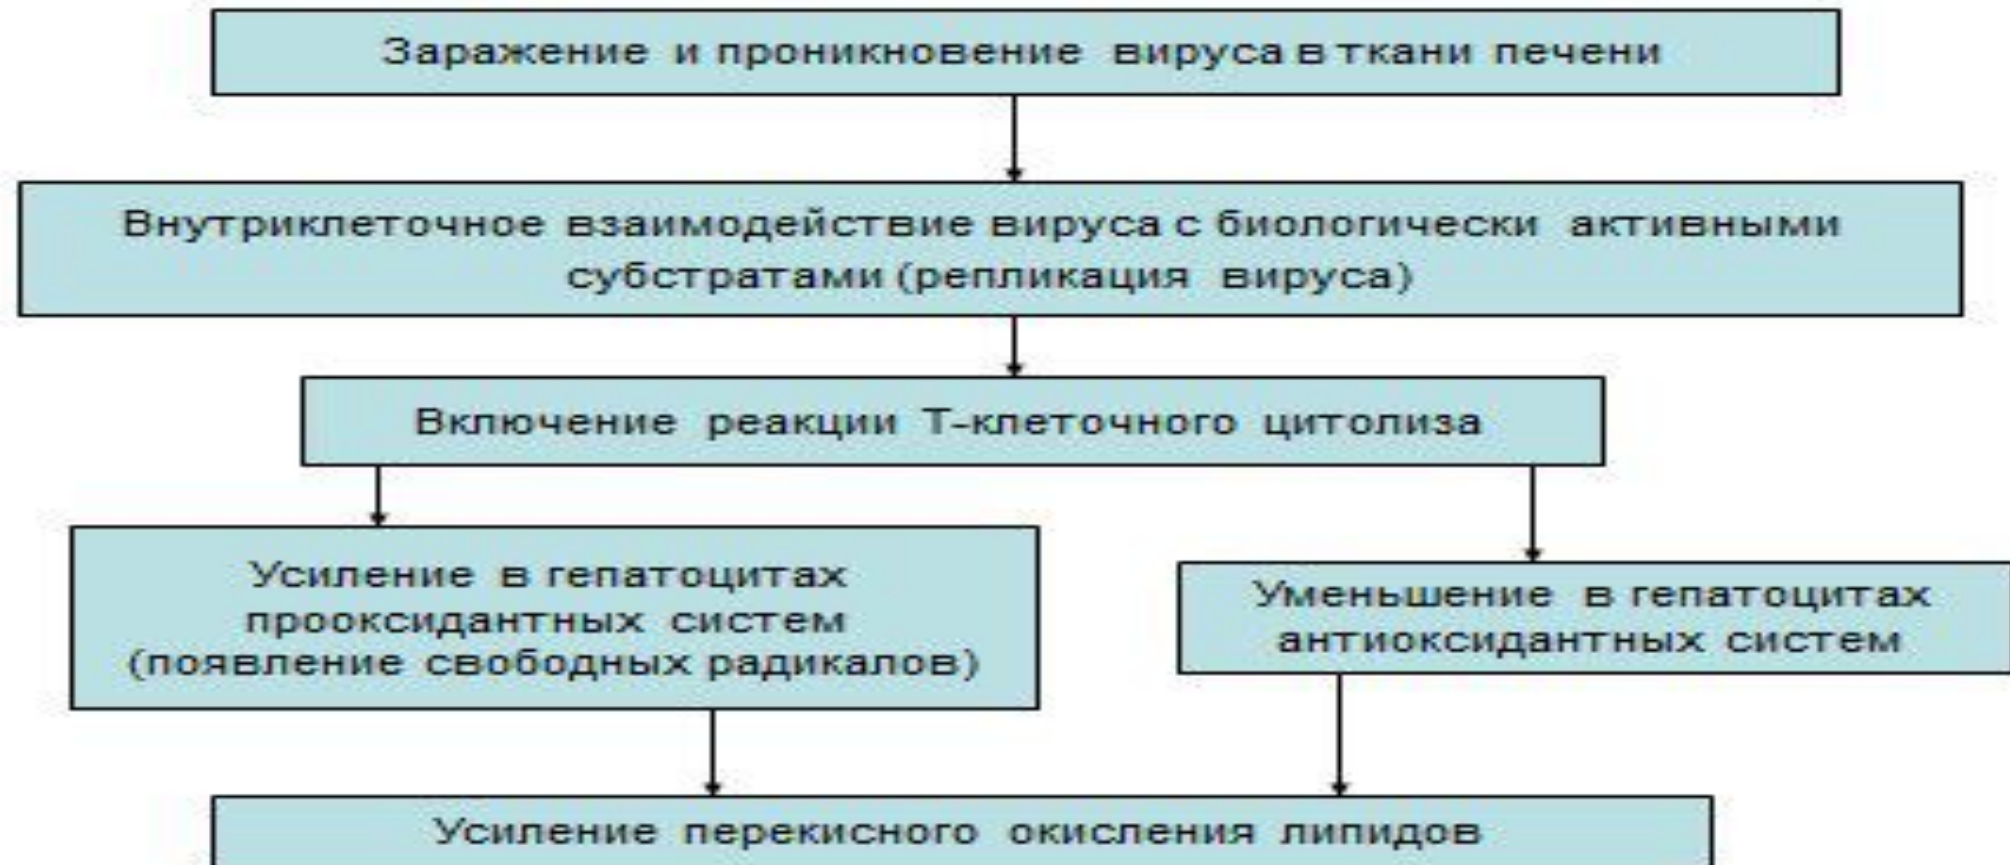 Заражение и проникновение вируса в ткани печени
Внутриклеточное взаимодействие вируса с биологически активными
субстратами (репликация вируса)
Включение реакции Т-клеточного цитолиза
Усиление в гепатоцитах
прооксидантных систем
(появление свободных радикалов)
Уменьшение в гепатоцитах
антиоксидантных систем
Усиление перекисного окисления липидов